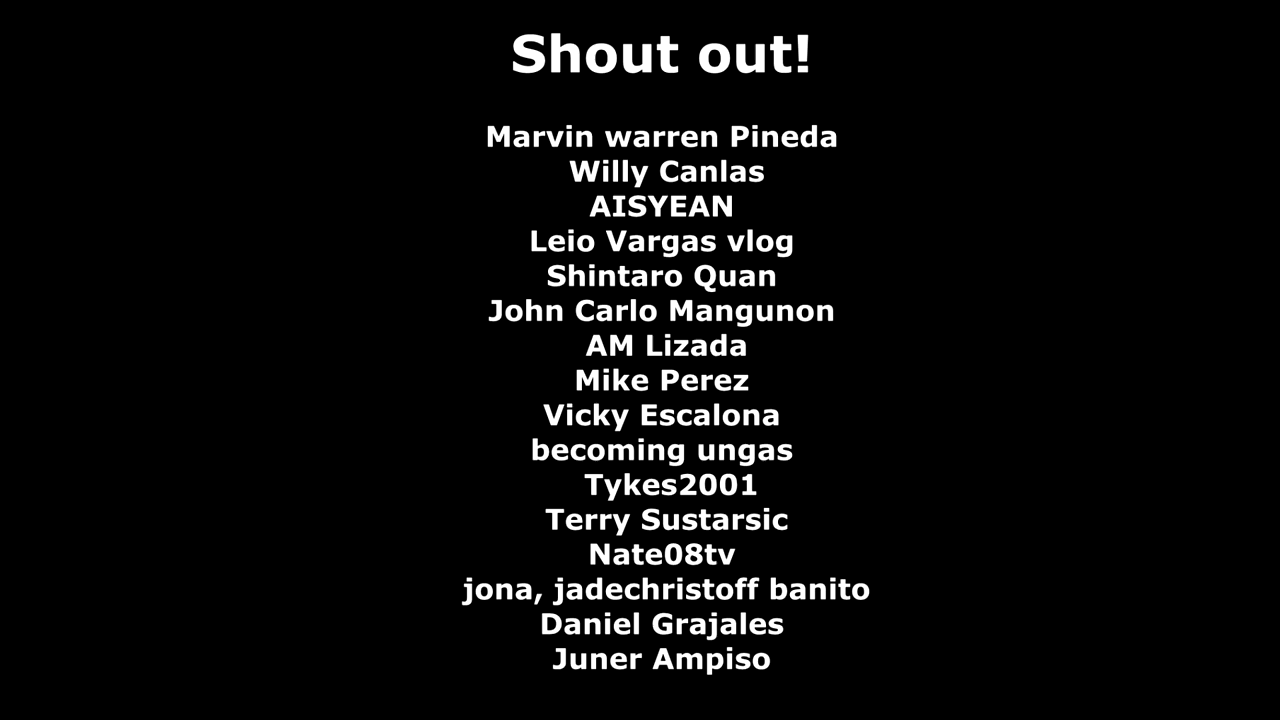 Shout out!
Marvin warren Pineda
Willy Canlas
AISYEAN
Leio Vargas vlog
Shintaro Quan
John Carlo Mangunon
AM Lizada
Mike Perez
Vicky Escalona
becoming ungas
Tykes2001
Terry Sustarsic
Nate08tv
jona, jadechristoff banito
Daniel Grajales
Juner Ampiso